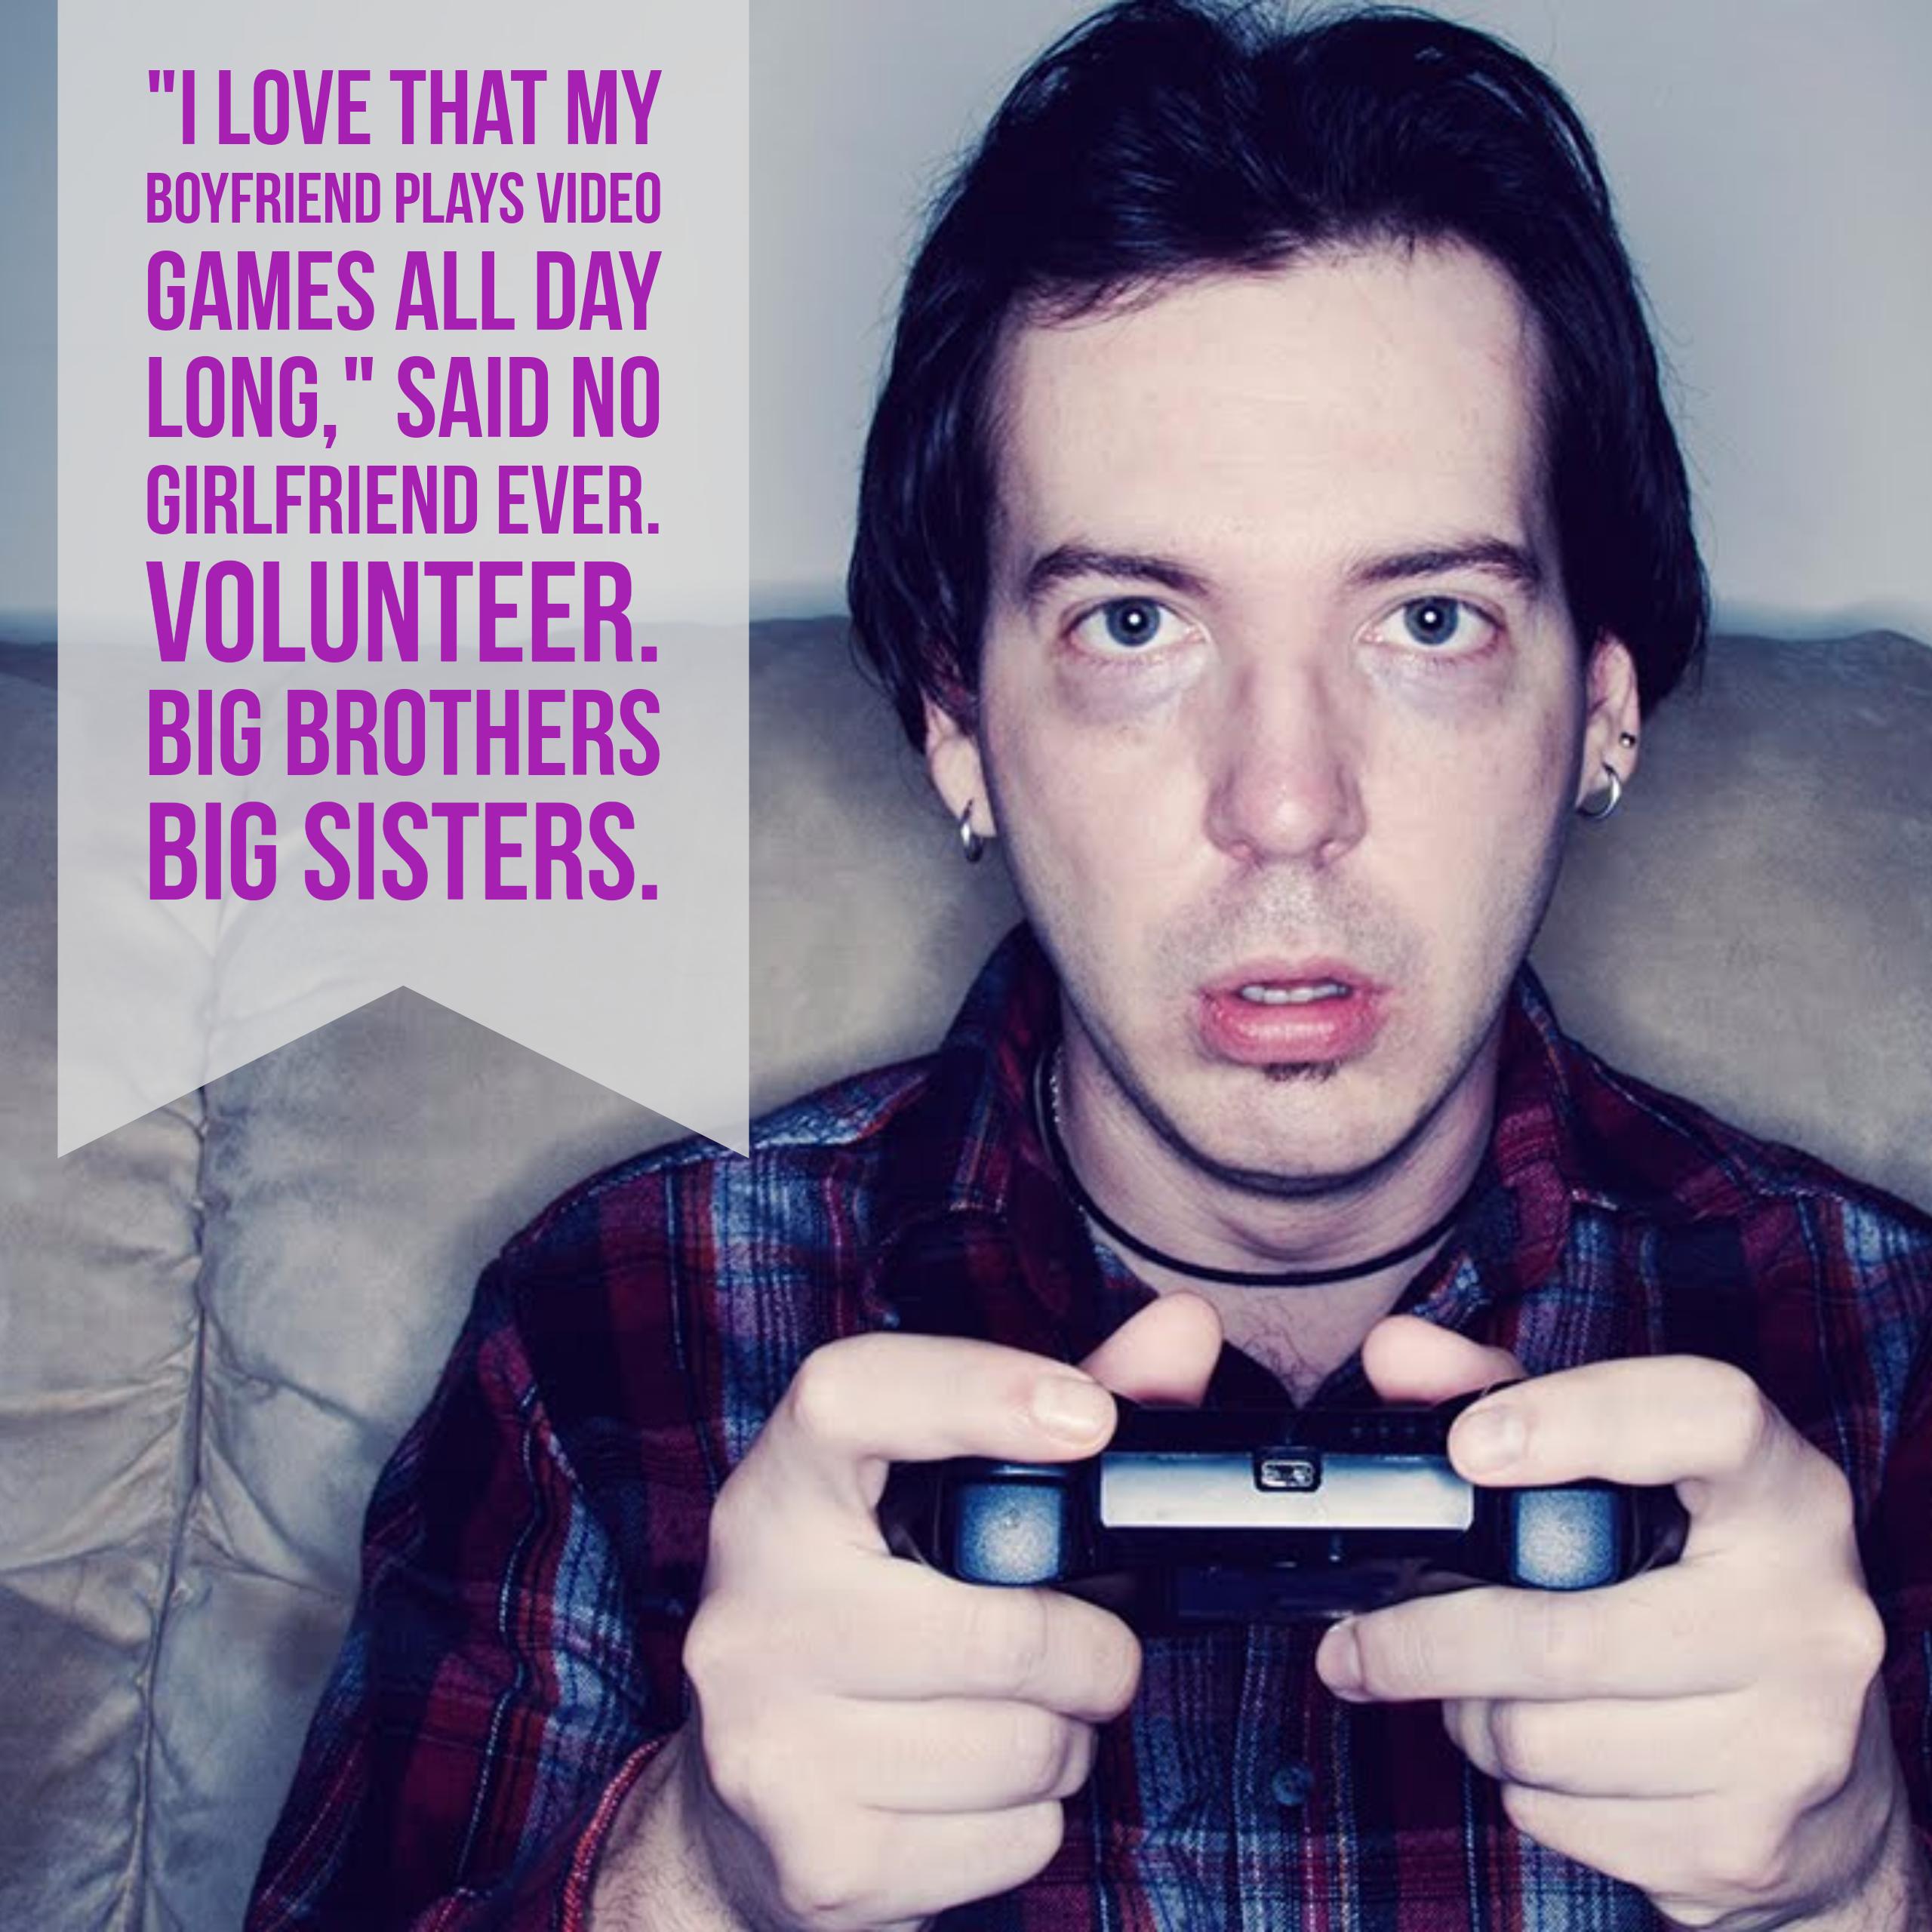 "I LOVE THAT MY
BOYFRIEND PLAYS VIDEO
GAMES ALL DAY
LONG," SAID NO
GIRLFRIEND EVER.
VOLUNTEER.
BIG BROTHERS
BIG SISTERS.